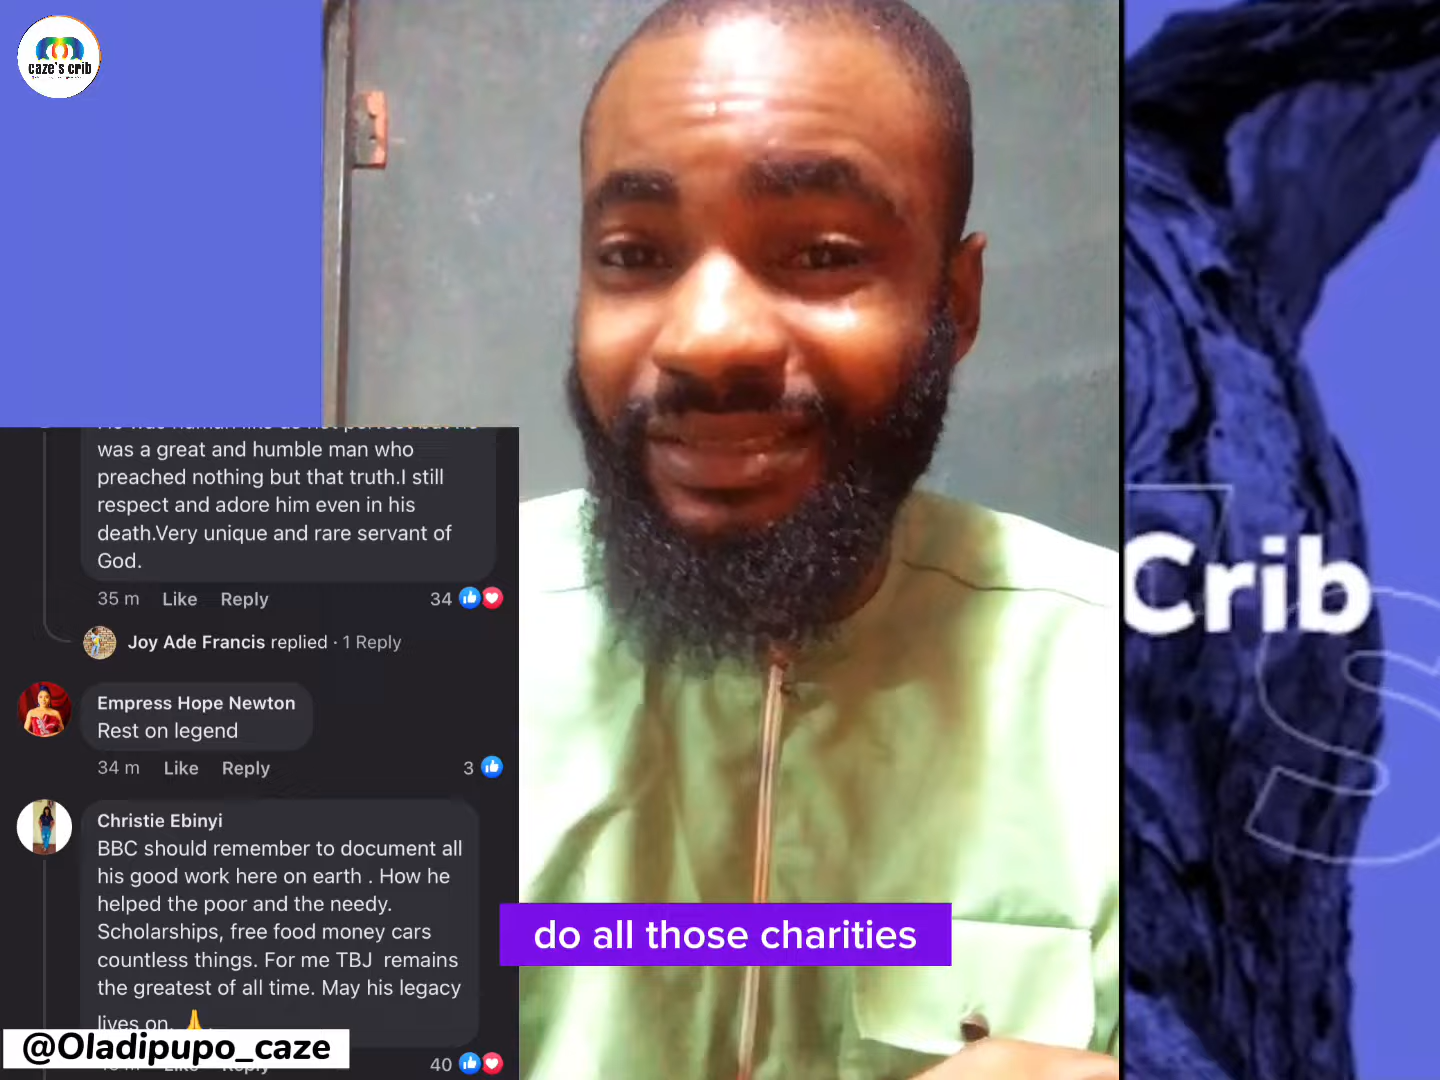 caze's crib
was a great and humble man who
preached nothing but that truth.I still
respect and adore him even in his
death.Very unique and rare servant of
God.
35 m Like Reply 34
Joy Ade Francis replied · 1 Reply
Empress Hope Newton
Rest on legend
34 m Like Reply 3
Christie Ebinyi
BBC should remember to document all
his good work here on earth . How he
helped the poor and the needy.
Scholarships, free food money cars
countless things. For me TBJ remains
the greatest of all time. May his legacy
lives on. 🙏.
Like Reply 40
@Oladipupo_caze
do all those charities
Crib
S